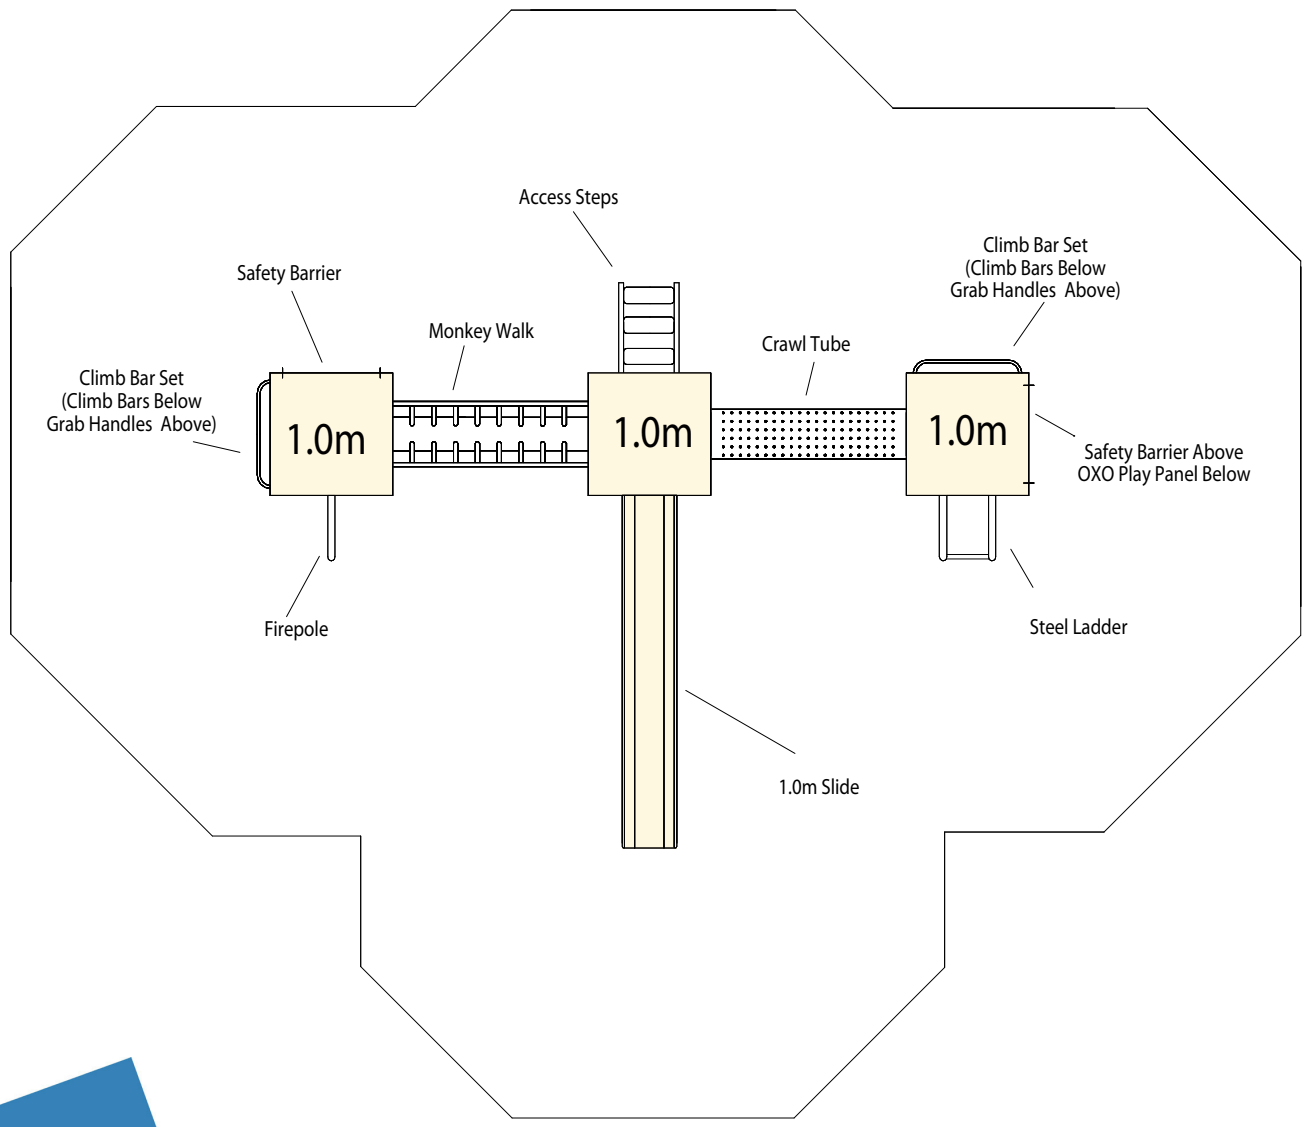 Access Steps
Climb Bar Set
(Climb Bars Below
Grab Handles  Above)
Safety Barrier
Monkey Walk
Crawl Tube
Climb Bar Set
(Climb Bars Below
Grab Handles  Above)
1.0m
1.0m
1.0m
Safety Barrier Above
OXO Play Panel Below
Firepole
Steel Ladder
1.0m Slide